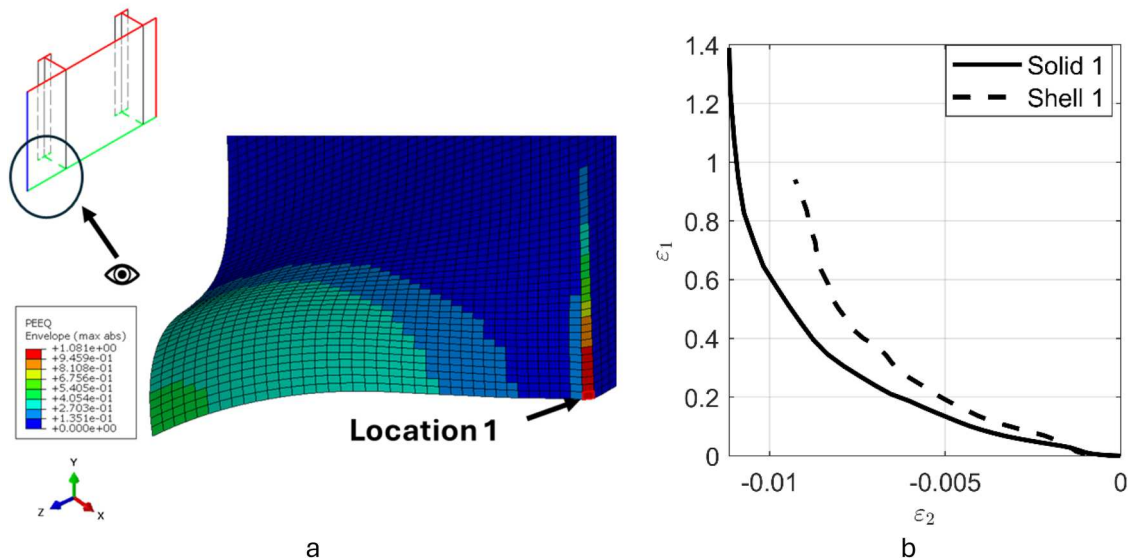 PEEQ
Envelope (max abs)
+1.081e+00
+9.459e-01
+8.108e-01
+6.756e-01
+5.405e-01
+4.054e-01
+2.703e-01
+1.351e-01
+0.000e+00
Location 1
Y
Z
X
a
1.4
1.2
1
0.8
0.6
0.4
0.2
0
ε1
Solid 1
Shell 1
-0.01
-0.005
0
ε2
b